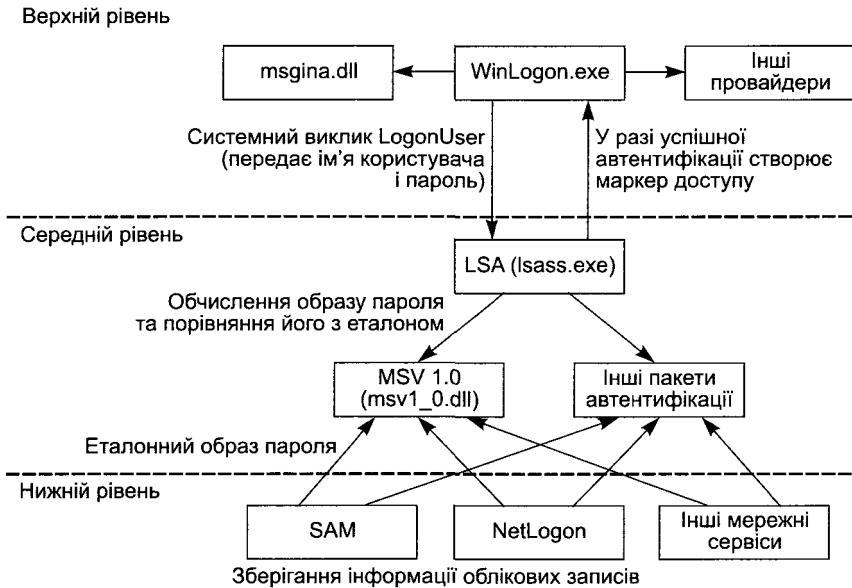 Верхній рівень
msgina.dll
WinLogon.exe
Інші
провайдери
Системний виклик LogonUser
(передає ім’я користувача
і пароль)
У разі успішної
автентифікації створює
маркер доступу
Середній рівень
LSA (lsass.exe)
Обчислення образу пароля
та порівняння його з еталоном
MSV 1.0
(msv1_0.dll)
Інші пакети
автентифікації
Еталонний образ пароля
Нижній рівень
SAM
NetLogon
Інші мережні
сервіси
Зберігання інформації облікових записів